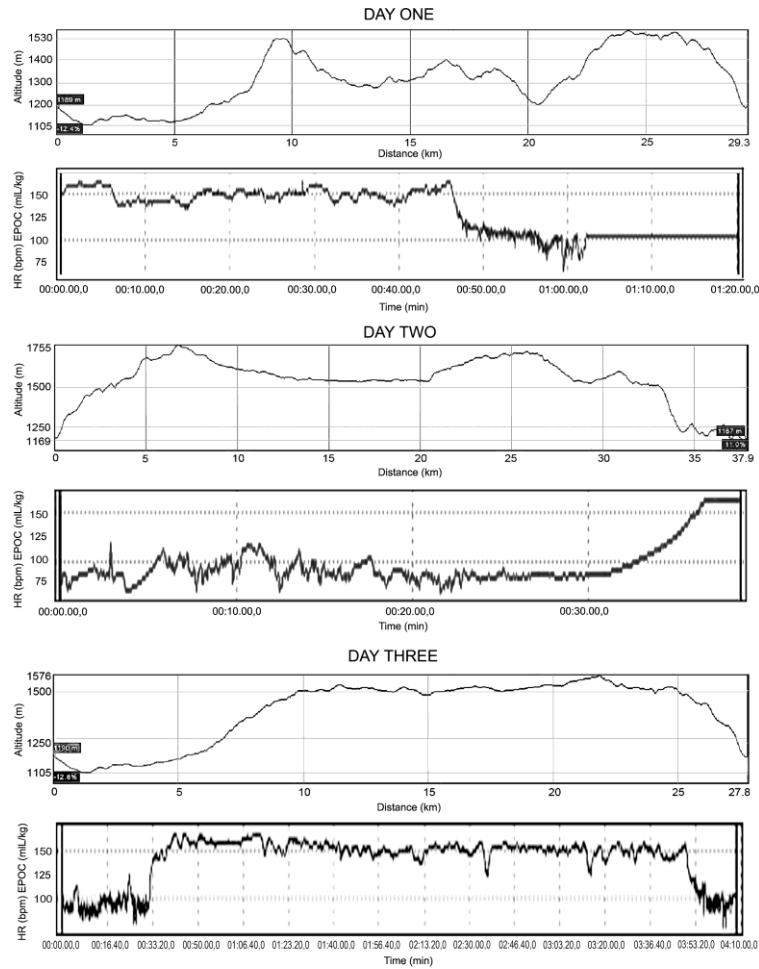 DAY ONE
Altitude (m)
1530
1400
1300
1200
1105
1189 m
-12.4%
0 5 10 15 20 25 29.3
Distance (km)
HR (bpm) EPOC (mlL/kg)
150
125
100
75
00:00.00,0 00:10.00,0 00:20.00,0 00:30.00,0 00:40.00,0 00:50.00,0 01:00.00,0 01:10.00,0 01:20.00,0
Time (min)
DAY TWO
Altitude (m)
1755
1500
1250
1169
1167 m
11.0%
0 5 10 15 20 25 30 35 37.9
Distance (km)
HR (bpm) EPOC (mlL/kg)
150
100
75
00:00.00,0 00:10.00,0 00:20.00,0 00:30.00,0
Time (min)
DAY THREE
Altitude (m)
1576
1500
1250
1105
1190 m
-12.6%
0 5 10 15 20 25 27.8
Distance (km)
HR (bpm) EPOC (mlL/kg)
150
125
100
00:00.00,0 00:16.40,0 00:33.20,0 00:50.00,0 01:06.40,0 01:23.20,0 01:40.00,0 01:56.40,0 02:13.20,0 02:30.00,0 02:46.40,0 03:03.20,0 03:20.00,0 03:36.40,0 03:53.20,0 04:10.00,0
Time (min)